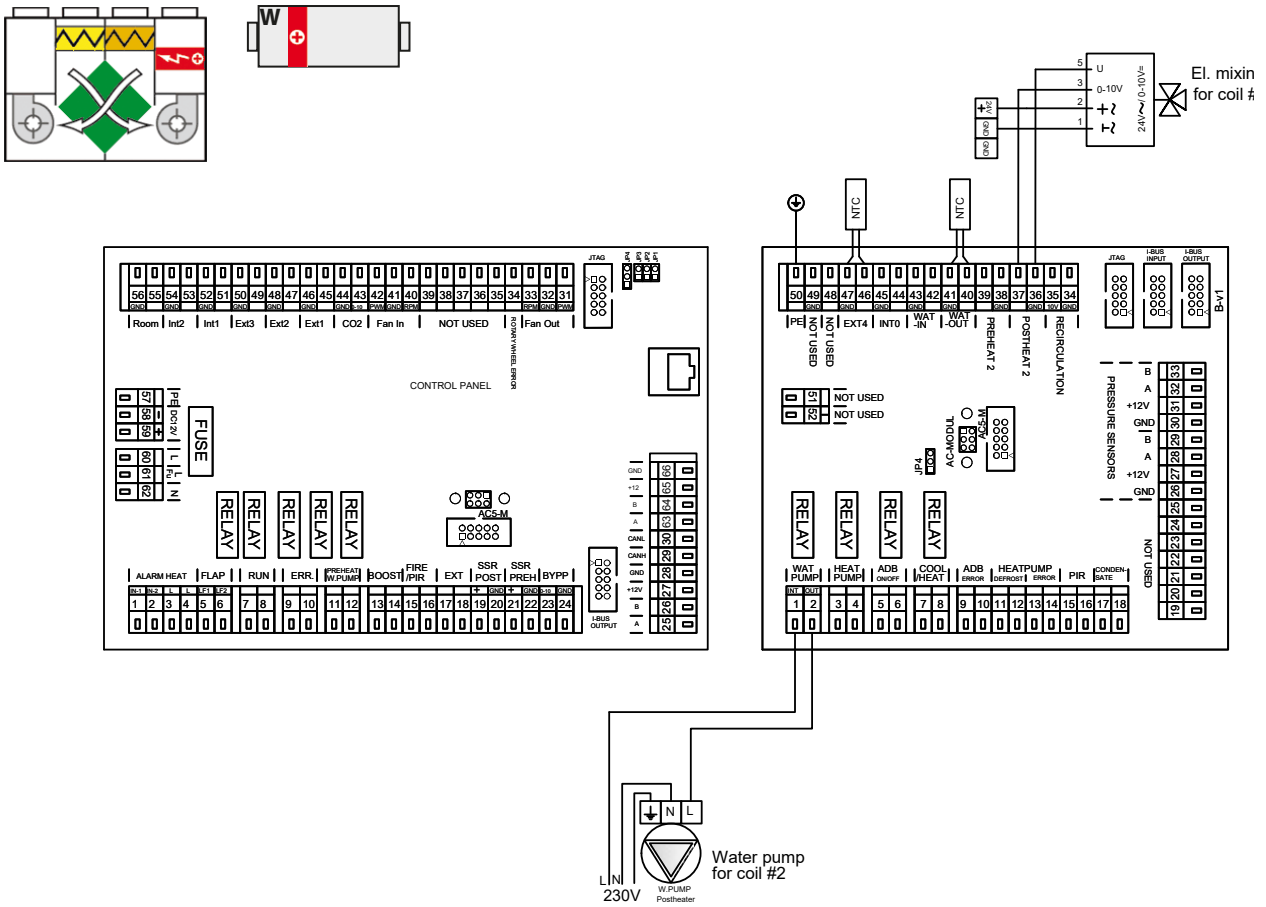 W
El. mixin
for coil #
5 U
3 0-10V
2 +~
1
24V~/ 0-10V=
+ 24V
GND
GND
NTC
NTC
JTAG
JP4 JP3 JP2 JP1
56 55 54 53 52 51 50 49 48 47 46 45 44 43 42 41 40 39 38 37 36 35 34 33 32 31
GND GND GND GND GND GND GND 0-10 PWM GND RPM RPM GND PWM
Room Int2 Int1 Ext3 Ext2 Ext1 CO2 Fan In NOT USED ROTARY WHEEL ERROR Fan Out
CONTROL PANEL
57 PE
58 - DC12V
59 +
60 L
61 L Fu
62 N
FUSE
RELAY RELAY RELAY RELAY RELAY
AC5-M
I-BUS
OUTPUT
GND 66
+12 65
B 64
A 63
CANL 30
CANH 29
GND 28
+12V 27
B 26
A 25
ALARM HEAT FLAP RUN ERR. PREHEAT W.PUMP BOOST FIRE /PIR EXT SSR POST SSR PREH BYPP
IN-1 IN-2 L L LF1 LF2 + GND + GND 0-10 GND
1 2 3 4 5 6 7 8 9 10 11 12 13 14 15 16 17 18 19 20 21 22 23 24
50 49 48 47 46 45 44 43 42 41 40 39 38 37 36 35 34
GND GND GND GND GND GND GND 10V GND
PE NOT USED NOT USED EXT4 INT0 WAT -IN WAT -OUT PREHEAT 2 POSTHEAT 2 RECIRCULATION
JTAG
I-BUS
INPUT
I-BUS
OUTPUT
B-V1
51 NOT USED
52 NOT USED
JP4
AC-MODUL
AC5-M
PRESSURE SENSORS
B 33
A 32
+12V 31
GND 30
B 29
A 28
+12V 27
GND 26
25
24
23
22
21
20
19
NOT USED
RELAY RELAY RELAY RELAY
WAT PUMP HEAT PUMP ADB ON/OFF COOL /HEAT ADB ERROR HEATPUMP DEFROST ERROR PIR CONDEN- SATE
INT OUT
1 2 3 4 5 6 7 8 9 10 11 12 13 14 15 16 17 18
N L
L N
230V
W.PUMP
Postheater
Water pump
for coil #2